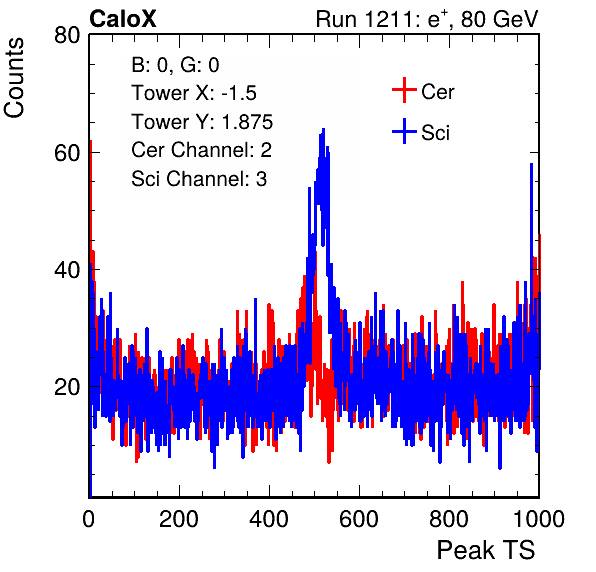 CaloX Run 1211: e⁺, 80 GeV
Counts
80
60
40
20
B: 0, G: 0
Tower X: -1.5
Tower Y: 1.875
Cer Channel: 2
Sci Channel: 3
Cer
Sci
0 200 400 600 800 1000
Peak TS